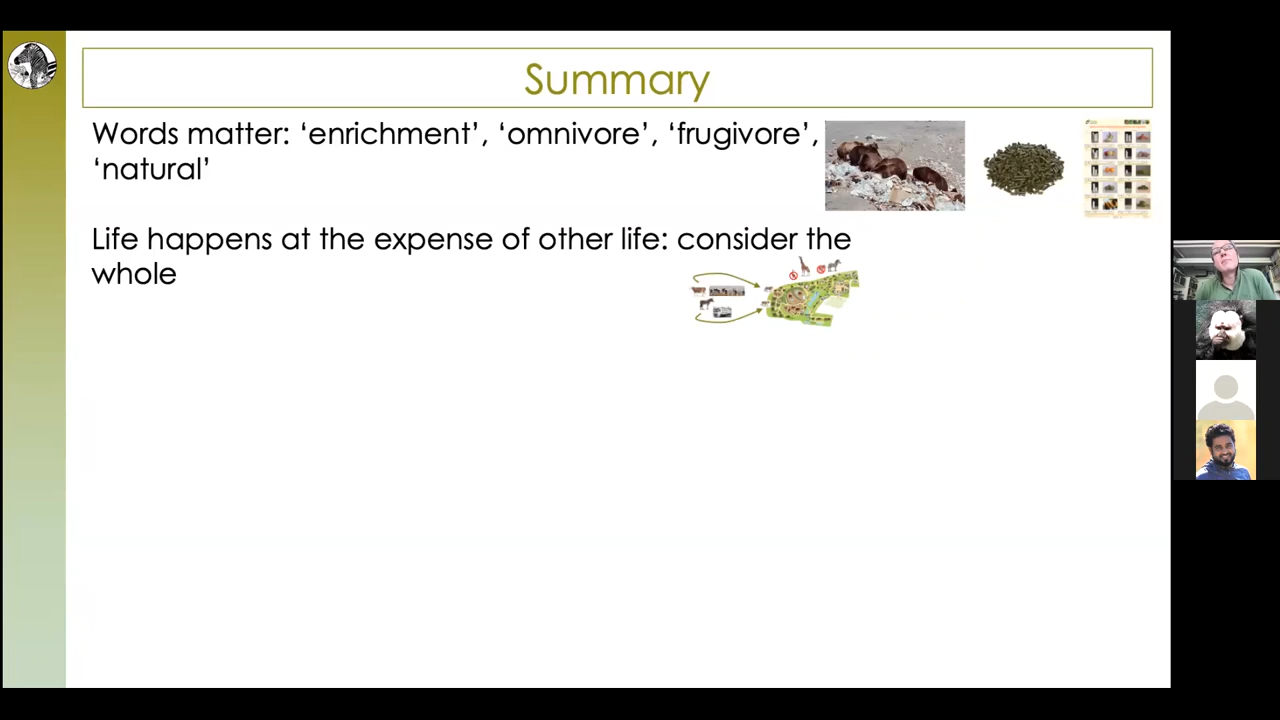 Summary
Words matter: ‘enrichment’, ‘omnivore’, ‘frugivore’,
‘natural’
Life happens at the expense of other life: consider the
whole